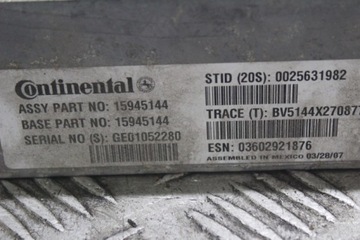 Continental
ASSY PART NO: 15945144
BASE PART NO: 15945144
SERIAL NO (S): GE01052280
STID (20S): 0025631982
TRACE (T): BV5144X27087
ESN: 03602921876
ASSEMBLED IN MEXICO 03/28/07